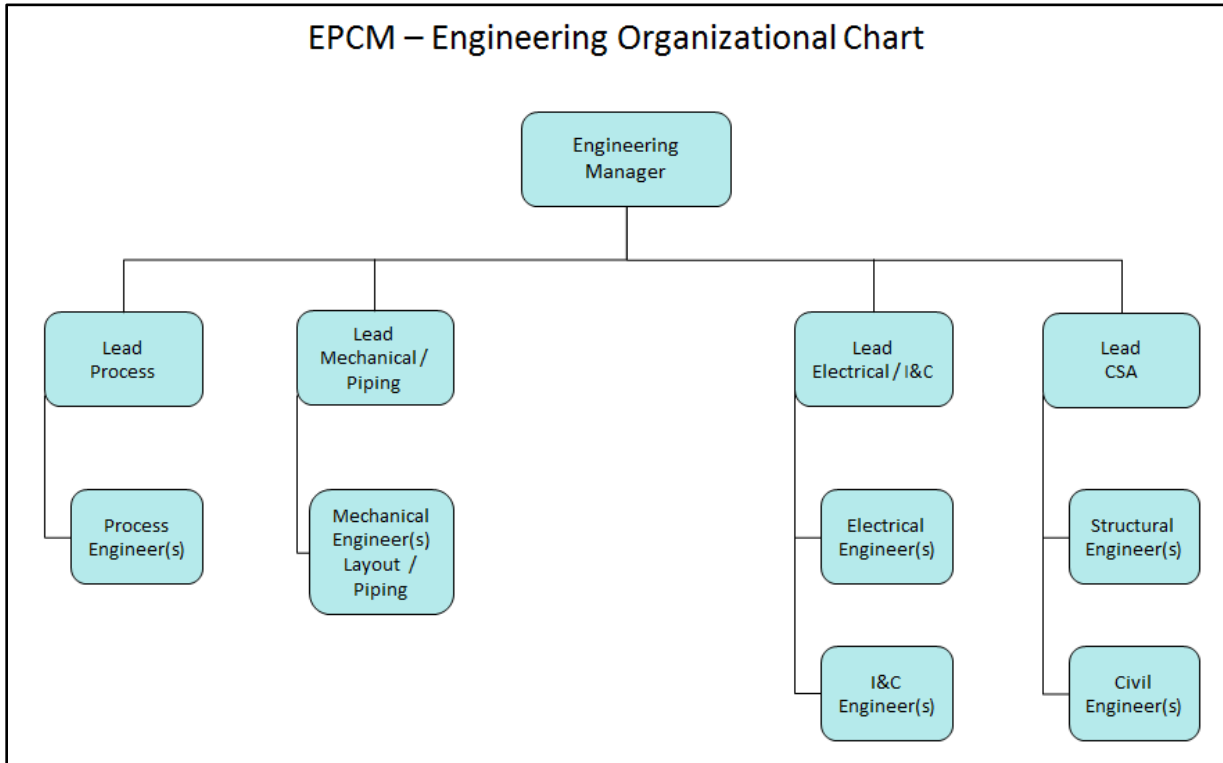 EPCM – Engineering Organizational Chart
Engineering
Manager
Lead
Process
Lead
Mechanical /
Piping
Lead
Electrical / I&C
Lead
CSA
Process
Engineer(s)
Mechanical
Engineer(s)
Layout /
Piping
Electrical
Engineer(s)
Structural
Engineer(s)
I&C
Engineer(s)
Civil
Engineer(s)